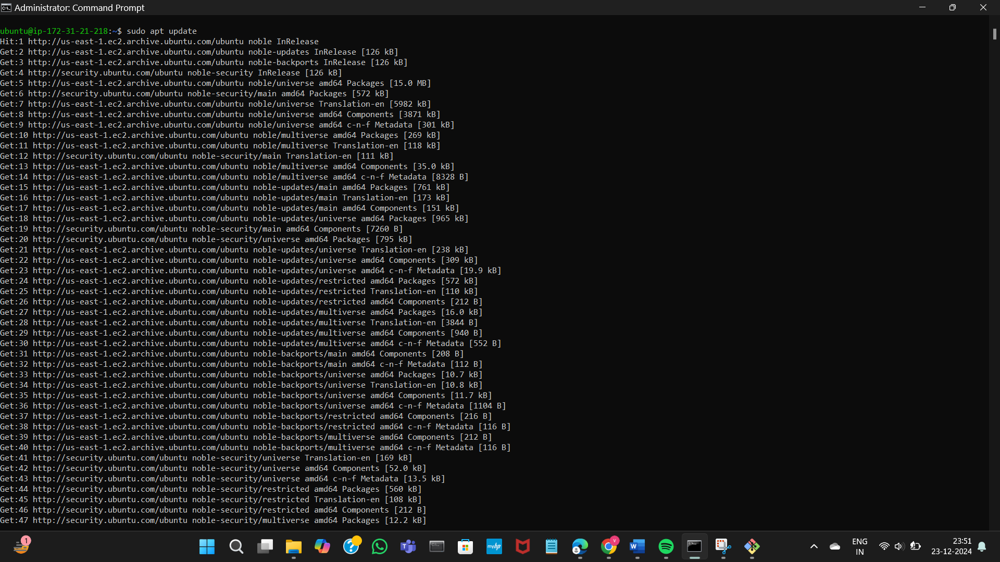 Administrator: Command Prompt
ubuntu@ip-172-31-21-218:~$ sudo apt update
Hit:1 http://us-east-1.ec2.archive.ubuntu.com/ubuntu noble InRelease
Get:2 http://us-east-1.ec2.archive.ubuntu.com/ubuntu noble-updates InRelease [126 kB]
Get:3 http://us-east-1.ec2.archive.ubuntu.com/ubuntu noble-backports InRelease [126 kB]
Get:4 http://security.ubuntu.com/ubuntu noble-security InRelease [126 kB]
Get:5 http://us-east-1.ec2.archive.ubuntu.com/ubuntu noble/universe amd64 Packages [15.0 MB]
Get:6 http://security.ubuntu.com/ubuntu noble-security/main amd64 Packages [572 kB]
Get:7 http://us-east-1.ec2.archive.ubuntu.com/ubuntu noble/universe Translation-en [5982 kB]
Get:8 http://us-east-1.ec2.archive.ubuntu.com/ubuntu noble/universe amd64 Components [3871 kB]
Get:9 http://us-east-1.ec2.archive.ubuntu.com/ubuntu noble/universe amd64 c-n-f Metadata [301 kB]
Get:10 http://us-east-1.ec2.archive.ubuntu.com/ubuntu noble/multiverse amd64 Packages [269 kB]
Get:11 http://us-east-1.ec2.archive.ubuntu.com/ubuntu noble/multiverse Translation-en [118 kB]
Get:12 http://security.ubuntu.com/ubuntu noble-security/main Translation-en [111 kB]
Get:13 http://us-east-1.ec2.archive.ubuntu.com/ubuntu noble/multiverse amd64 Components [35.0 kB]
Get:14 http://us-east-1.ec2.archive.ubuntu.com/ubuntu noble/multiverse amd64 c-n-f Metadata [8328 B]
Get:15 http://us-east-1.ec2.archive.ubuntu.com/ubuntu noble-updates/main amd64 Packages [761 kB]
Get:16 http://us-east-1.ec2.archive.ubuntu.com/ubuntu noble-updates/main Translation-en [173 kB]
Get:17 http://us-east-1.ec2.archive.ubuntu.com/ubuntu noble-updates/main amd64 Components [151 kB]
Get:18 http://us-east-1.ec2.archive.ubuntu.com/ubuntu noble-updates/universe amd64 Packages [965 kB]
Get:19 http://security.ubuntu.com/ubuntu noble-security/main amd64 Components [7260 B]
Get:20 http://security.ubuntu.com/ubuntu noble-security/universe amd64 Packages [795 kB]
Get:21 http://us-east-1.ec2.archive.ubuntu.com/ubuntu noble-updates/universe Translation-en [238 kB]
Get:22 http://us-east-1.ec2.archive.ubuntu.com/ubuntu noble-updates/universe amd64 Components [309 kB]
Get:23 http://us-east-1.ec2.archive.ubuntu.com/ubuntu noble-updates/universe amd64 c-n-f Metadata [19.9 kB]
Get:24 http://us-east-1.ec2.archive.ubuntu.com/ubuntu noble-updates/restricted amd64 Packages [572 kB]
Get:25 http://us-east-1.ec2.archive.ubuntu.com/ubuntu noble-updates/restricted Translation-en [110 kB]
Get:26 http://us-east-1.ec2.archive.ubuntu.com/ubuntu noble-updates/restricted amd64 Components [212 B]
Get:27 http://us-east-1.ec2.archive.ubuntu.com/ubuntu noble-updates/multiverse amd64 Packages [16.0 kB]
Get:28 http://us-east-1.ec2.archive.ubuntu.com/ubuntu noble-updates/multiverse Translation-en [3844 B]
Get:29 http://us-east-1.ec2.archive.ubuntu.com/ubuntu noble-updates/multiverse amd64 Components [940 B]
Get:30 http://us-east-1.ec2.archive.ubuntu.com/ubuntu noble-updates/multiverse amd64 c-n-f Metadata [552 B]
Get:31 http://us-east-1.ec2.archive.ubuntu.com/ubuntu noble-backports/main amd64 Components [208 B]
Get:32 http://us-east-1.ec2.archive.ubuntu.com/ubuntu noble-backports/main amd64 c-n-f Metadata [112 B]
Get:33 http://us-east-1.ec2.archive.ubuntu.com/ubuntu noble-backports/universe amd64 Packages [10.7 kB]
Get:34 http://us-east-1.ec2.archive.ubuntu.com/ubuntu noble-backports/universe Translation-en [10.8 kB]
Get:35 http://us-east-1.ec2.archive.ubuntu.com/ubuntu noble-backports/universe amd64 Components [11.7 kB]
Get:36 http://us-east-1.ec2.archive.ubuntu.com/ubuntu noble-backports/universe amd64 c-n-f Metadata [1104 B]
Get:37 http://us-east-1.ec2.archive.ubuntu.com/ubuntu noble-backports/restricted amd64 Components [216 B]
Get:38 http://us-east-1.ec2.archive.ubuntu.com/ubuntu noble-backports/restricted amd64 c-n-f Metadata [116 B]
Get:39 http://us-east-1.ec2.archive.ubuntu.com/ubuntu noble-backports/multiverse amd64 Components [212 B]
Get:40 http://us-east-1.ec2.archive.ubuntu.com/ubuntu noble-backports/multiverse amd64 c-n-f Metadata [116 B]
Get:41 http://security.ubuntu.com/ubuntu noble-security/universe Translation-en [169 kB]
Get:42 http://security.ubuntu.com/ubuntu noble-security/universe amd64 Components [52.0 kB]
Get:43 http://security.ubuntu.com/ubuntu noble-security/universe amd64 c-n-f Metadata [13.5 kB]
Get:44 http://security.ubuntu.com/ubuntu noble-security/restricted amd64 Packages [560 kB]
Get:45 http://security.ubuntu.com/ubuntu noble-security/restricted Translation-en [108 kB]
Get:46 http://security.ubuntu.com/ubuntu noble-security/restricted amd64 Components [212 B]
Get:47 http://security.ubuntu.com/ubuntu noble-security/multiverse amd64 Packages [12.2 kB]
1
myhp
V
W
ENG
IN
23:51
23-12-2024